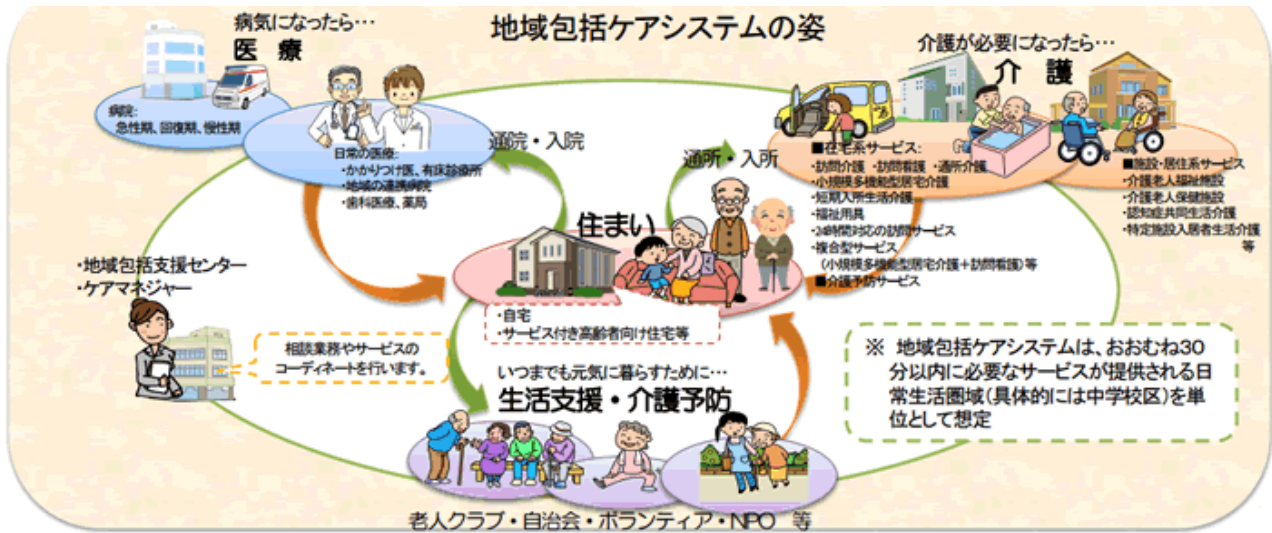 地域包括ケアシステムの姿
病気になったら…
医 療
病院:
急性期、回復期、慢性期
日常の医療:
・かかりつけ医、有床診療所
・地域の連携病院
・歯科医療、薬局
通院・入院
介護が必要になったら…
介 護
通所・入所
■在宅系サービス:
・訪問介護 ・訪問看護 ・通所介護
・小規模多機能型居宅介護
・短期入所生活介護
・福祉用具
・24時間対応の訪問サービス
・複合型サービス
(小規模多機能型居宅介護+訪問看護)等
■介護予防サービス
■施設・居住系サービス
・介護老人福祉施設
・介護老人保健施設
・認知症共同生活介護
・特定施設入居者生活介護
等
住まい
・自宅
・サービス付き高齢者向け住宅等
・地域包括支援センター
・ケアマネジャー
相談業務やサービスの
コーディネートを行います。
いつまでも元気に暮らすために…
生活支援・介護予防
老人クラブ・自治会・ボランティア・NPO 等
※ 地域包括ケアシステムは、おおむね30
分以内に必要なサービスが提供される日
常生活圏域(具体的には中学校区)を単
位として想定